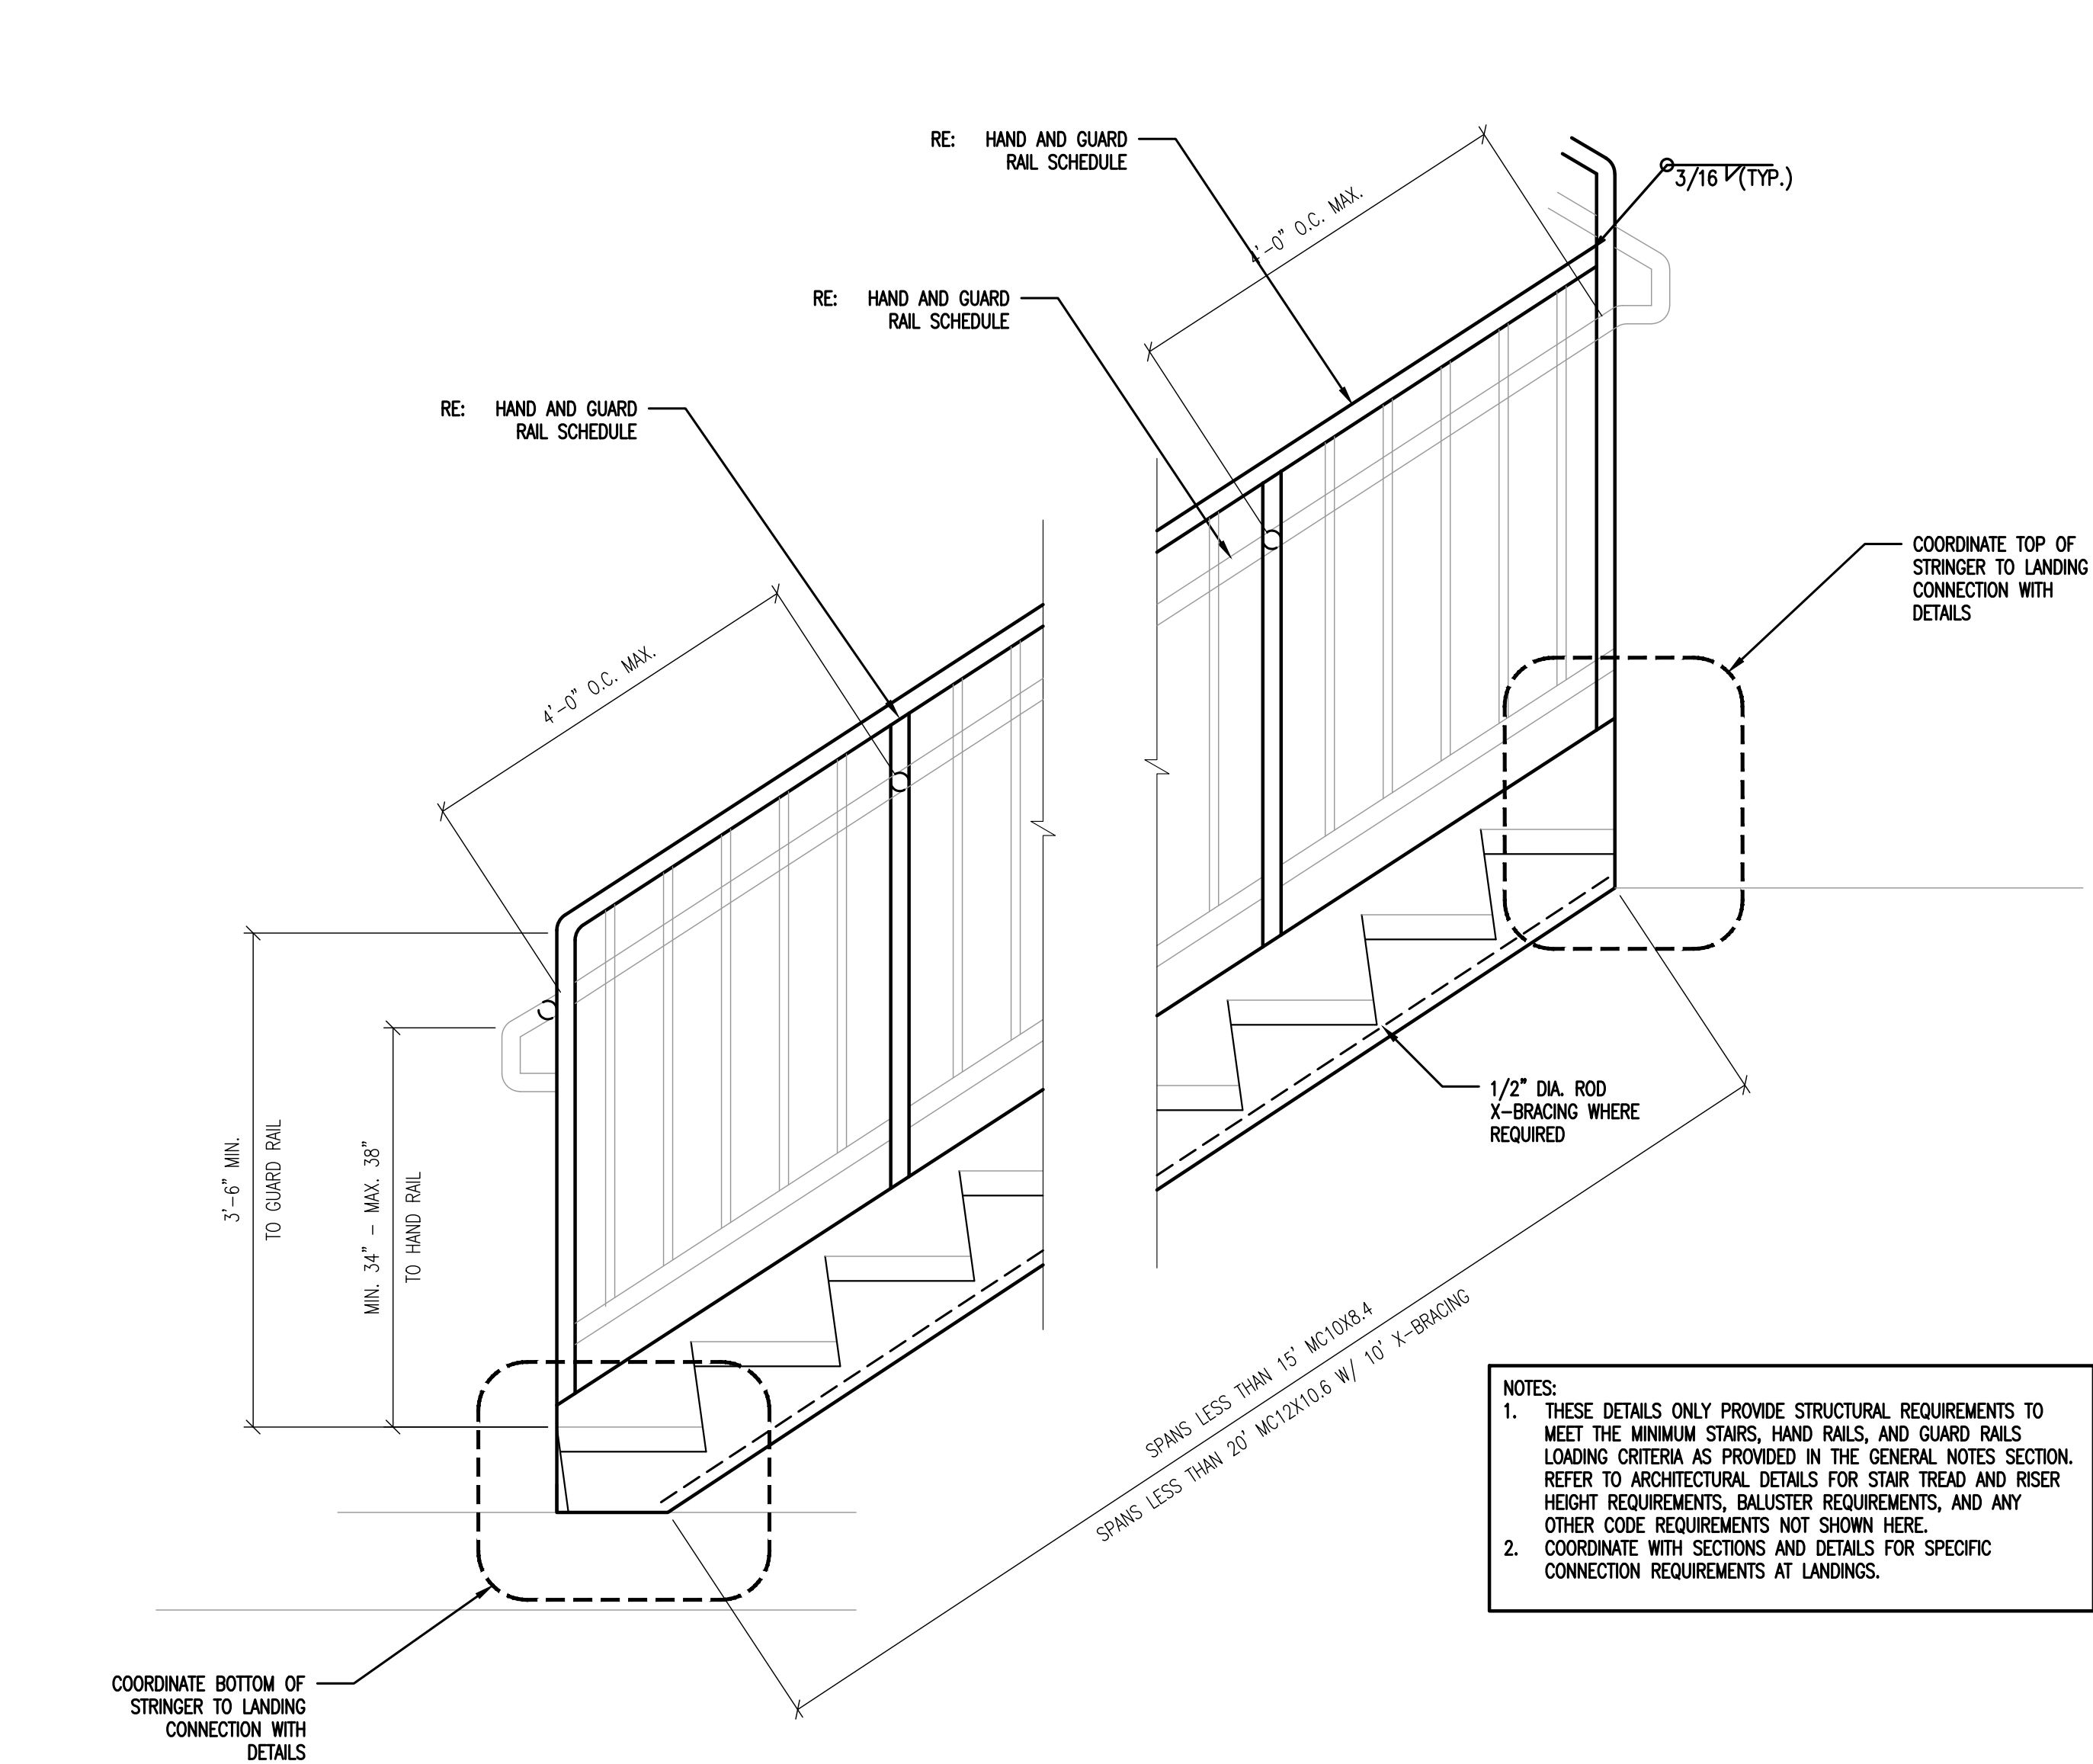 RE: HAND AND GUARD
RAIL SCHEDULE
3/16 (TYP.)
4'-0" O.C. MAX.
RE: HAND AND GUARD
RAIL SCHEDULE
RE: HAND AND GUARD
RAIL SCHEDULE
COORDINATE TOP OF
STRINGER TO LANDING
CONNECTION WITH
DETAILS
4'-0" O.C. MAX.
3'-6" MIN.
TO GUARD RAIL
MIN. 34" - MAX. 38"
TO HAND RAIL
1/2" DIA. ROD
X-BRACING WHERE
REQUIRED
SPANS LESS THAN 15' MC10X8.4
SPANS LESS THAN 20' MC12X10.6 W/ 10' X-BRACING
NOTES:
1. THESE DETAILS ONLY PROVIDE STRUCTURAL REQUIREMENTS TO
MEET THE MINIMUM STAIRS, HAND RAILS, AND GUARD RAILS
LOADING CRITERIA AS PROVIDED IN THE GENERAL NOTES SECTION.
REFER TO ARCHITECTURAL DETAILS FOR STAIR TREAD AND RISER
HEIGHT REQUIREMENTS, BALUSTER REQUIREMENTS, AND ANY
OTHER CODE REQUIREMENTS NOT SHOWN HERE.
2. COORDINATE WITH SECTIONS AND DETAILS FOR SPECIFIC
CONNECTION REQUIREMENTS AT LANDINGS.
COORDINATE BOTTOM OF
STRINGER TO LANDING
CONNECTION WITH
DETAILS